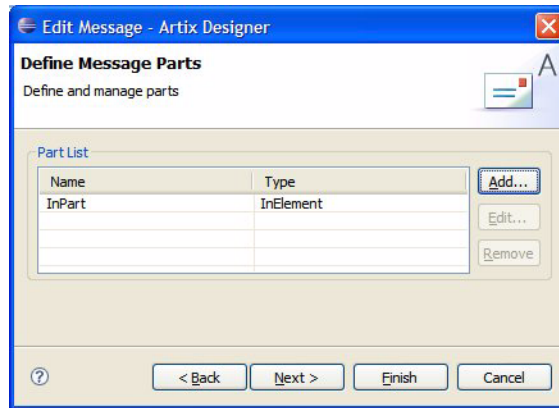 Edit Message - Artix Designer
Define Message Parts
Define and manage parts
A
Part List
Name Type
InPart InElement
Add...
Edit...
Remove
?
< Back Next > Finish Cancel